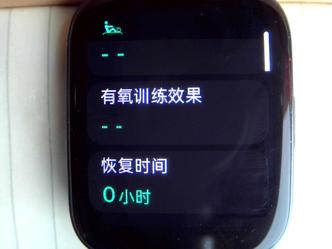 --
有氧训练效果
--
恢复时间
0小时